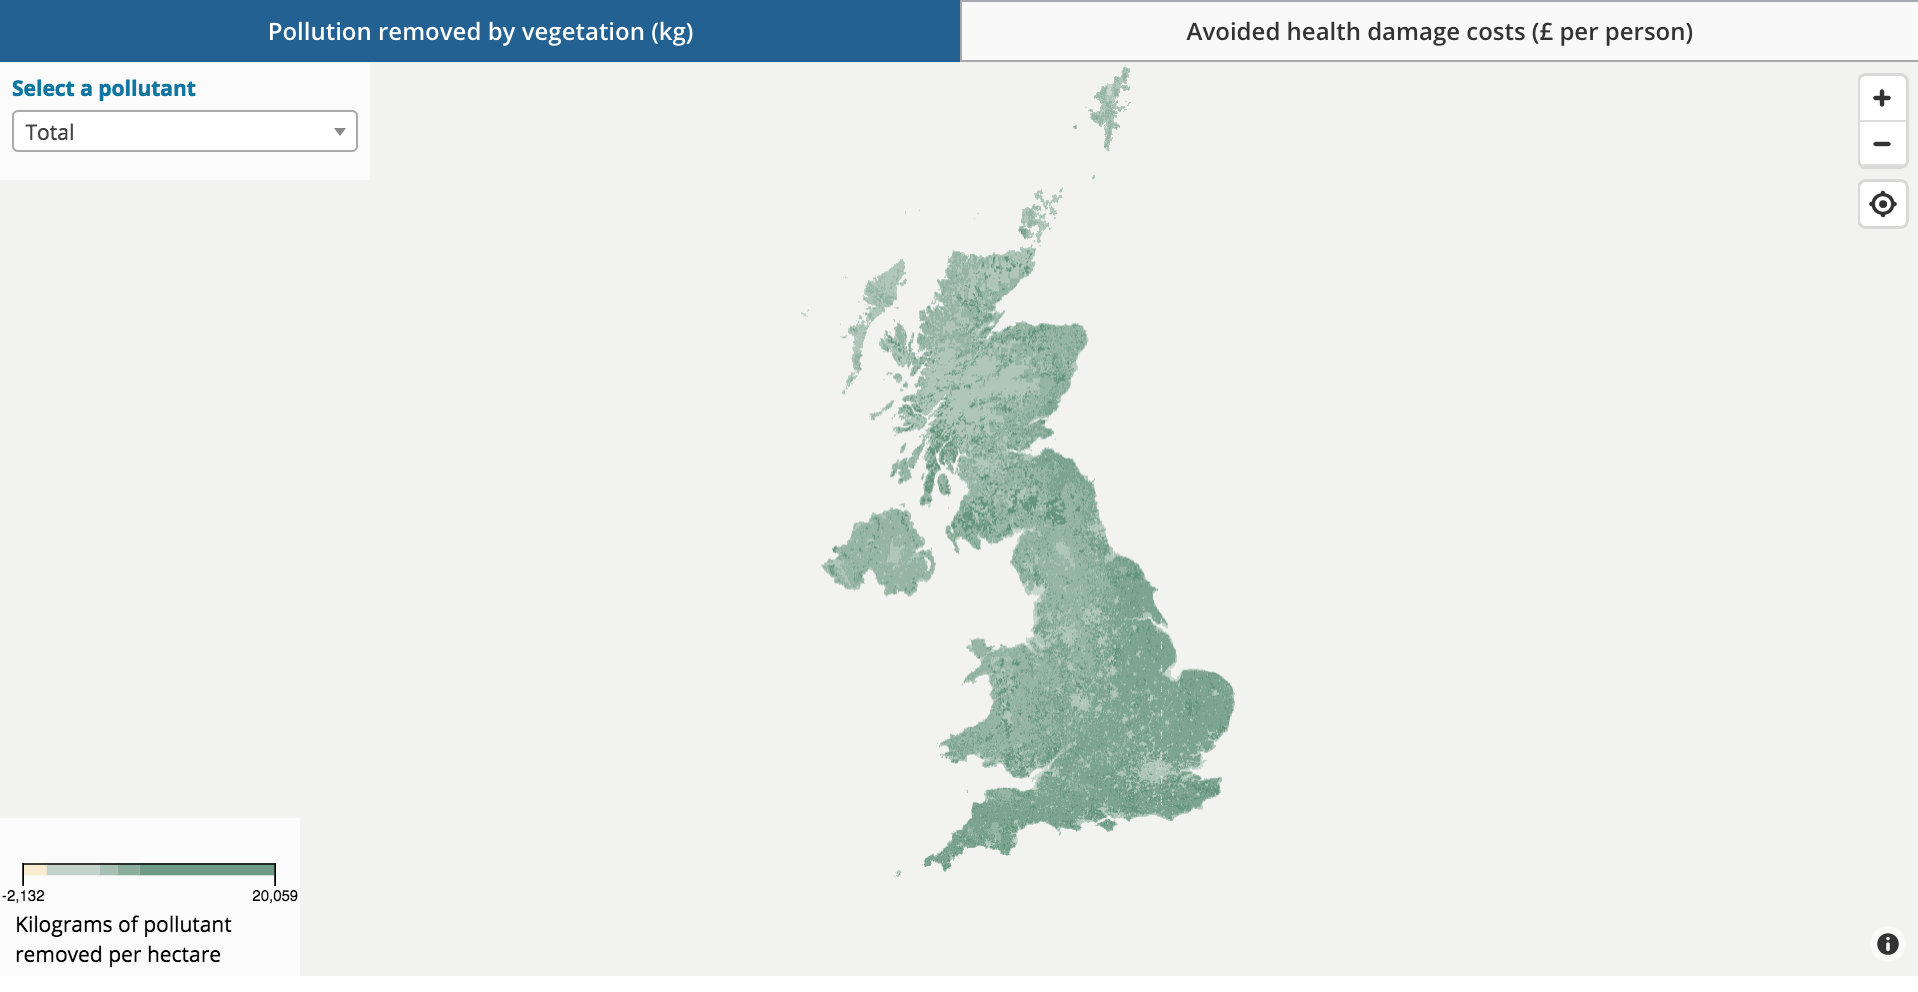 Pollution removed by vegetation (kg)
Avoided health damage costs (£ per person)
Select a pollutant
Total
-2,132
20,059
Kilograms of pollutant
removed per hectare